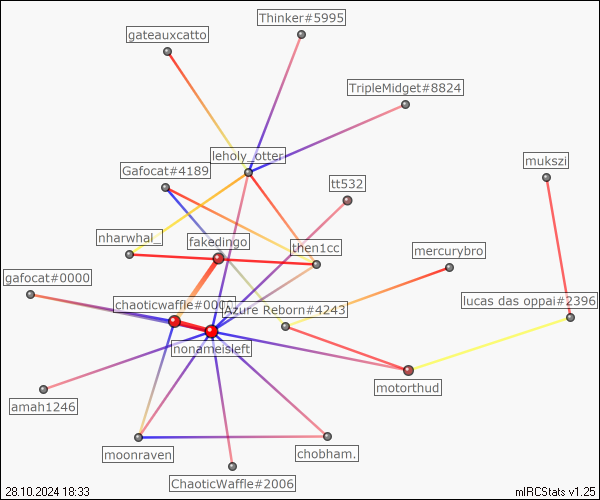 Thinker#5995
gateauxcatto
TripleMidget#8824
leholy_otter
mukszi
Gafocat#4189
tt532
nharwhal_
fakedingo
then1cc
mercurybro
gafocat#0000
lucas das oppai#2396
chaoticwaffle#00
Azure Reborn#4243
nonameisleft
motorthud
amah1246
moonraven
chobham.
ChaoticWaffle#2006
28.10.2024 18:33
mIRCStats v1.25